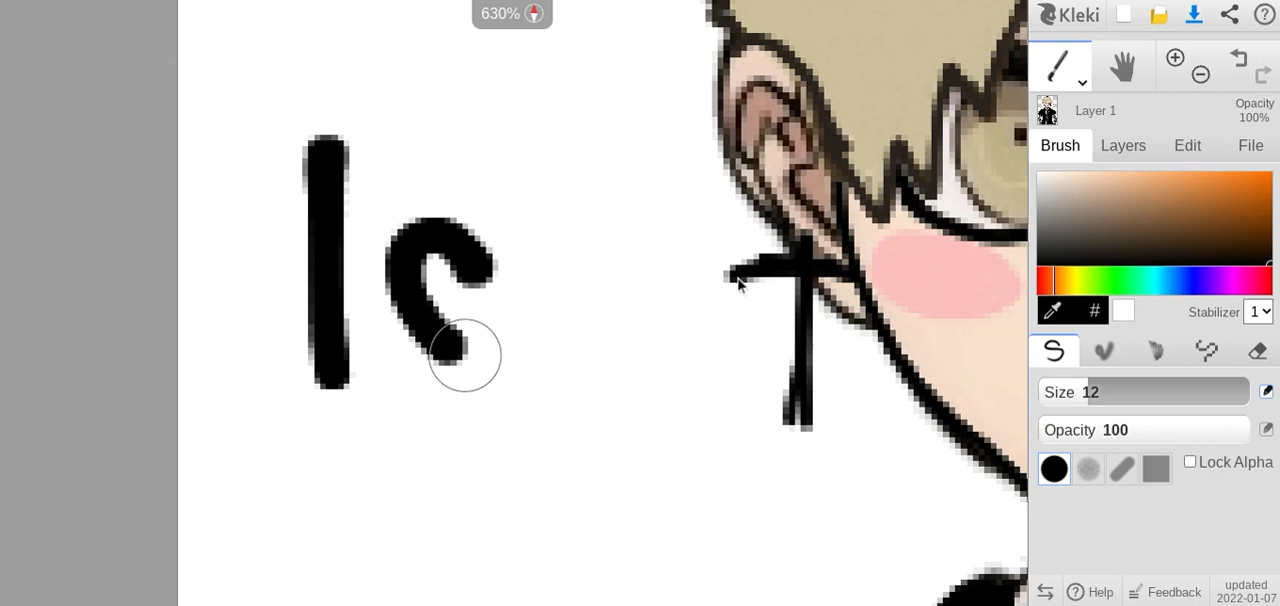 630%
Kleki
Layer 1
Opacity
100%
Brush Layers Edit File
# Stabilizer 1
Size 12
Opacity 100
Lock Alpha
Help Feedback updated
2022-01-07
Is